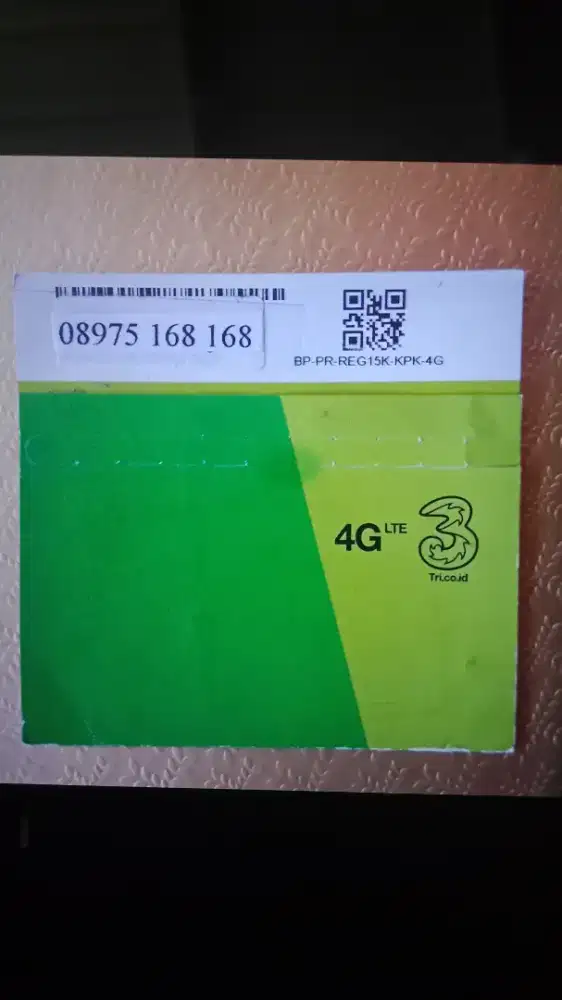 08975 168 168
BP-PR-REG15K-KPK-4G
4G LTE
3
Tri.co.id